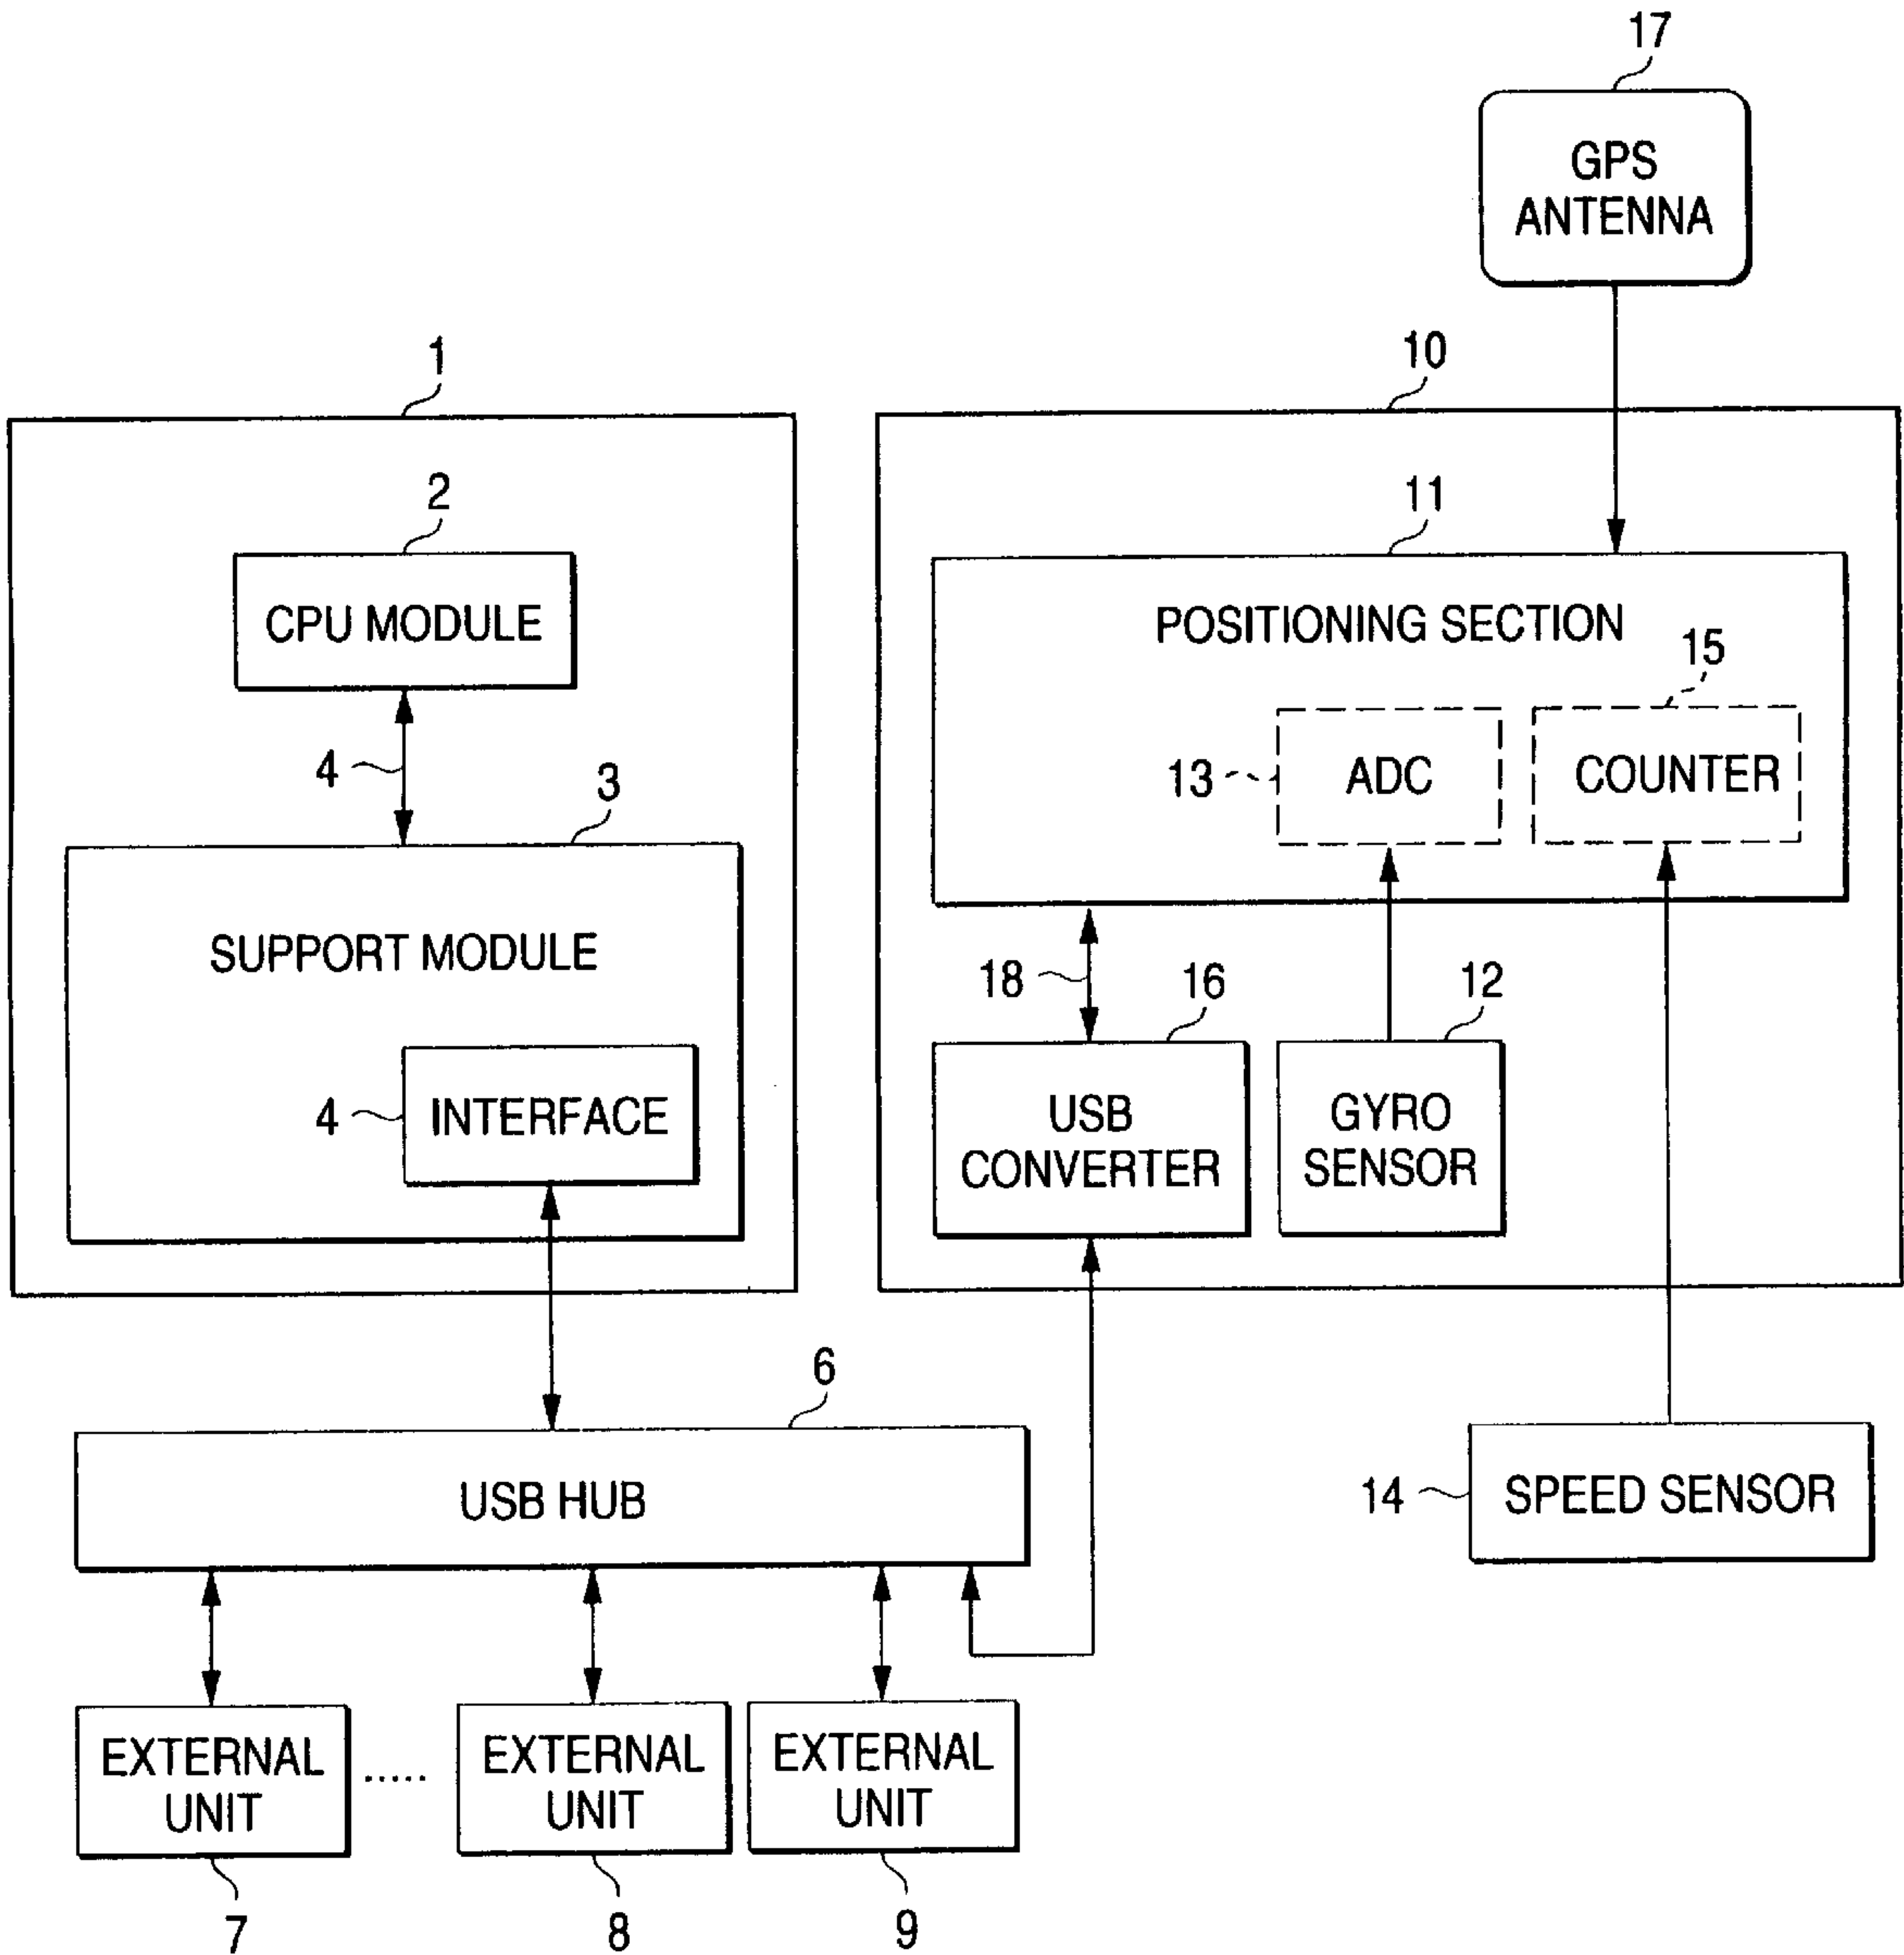 17
GPS
ANTENNA
1
10
2
11
CPU MODULE
POSITIONING SECTION
15
4
3
13
ADC
COUNTER
SUPPORT MODULE
18
16
12
4
INTERFACE
USB
CONVERTER
GYRO
SENSOR
6
USB HUB
14
SPEED SENSOR
EXTERNAL
UNIT
.....
EXTERNAL
UNIT
EXTERNAL
UNIT
7
8
9